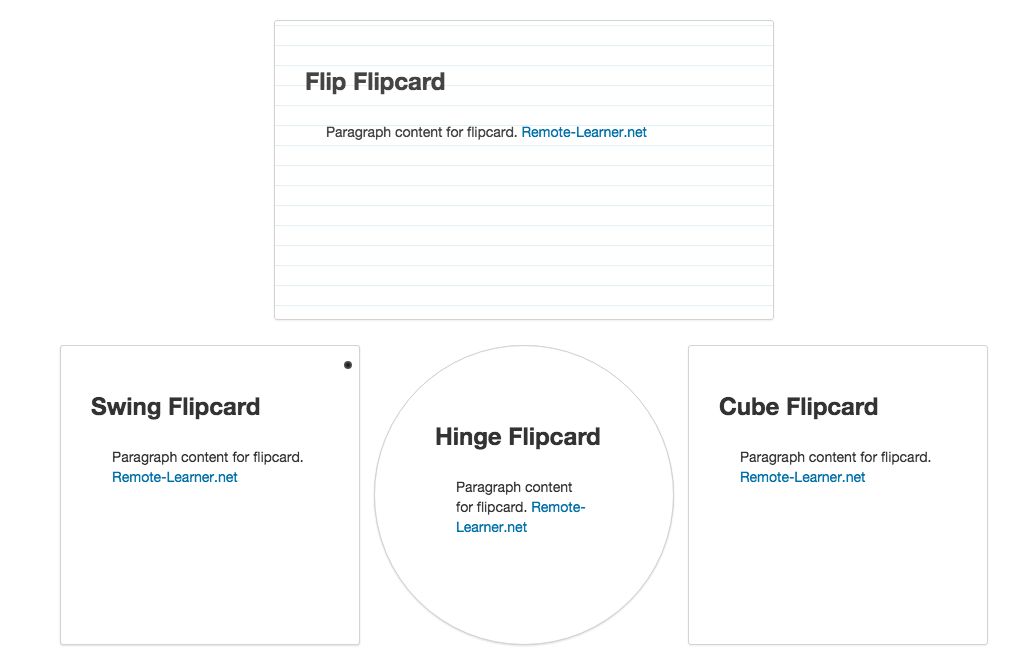 Flip Flipcard
Paragraph content for flipcard. Remote-Learner.net
Swing Flipcard
Paragraph content for flipcard.
Remote-Learner.net
Hinge Flipcard
Paragraph content
for flipcard. Remote-
Learner.net
Cube Flipcard
Paragraph content for flipcard.
Remote-Learner.net